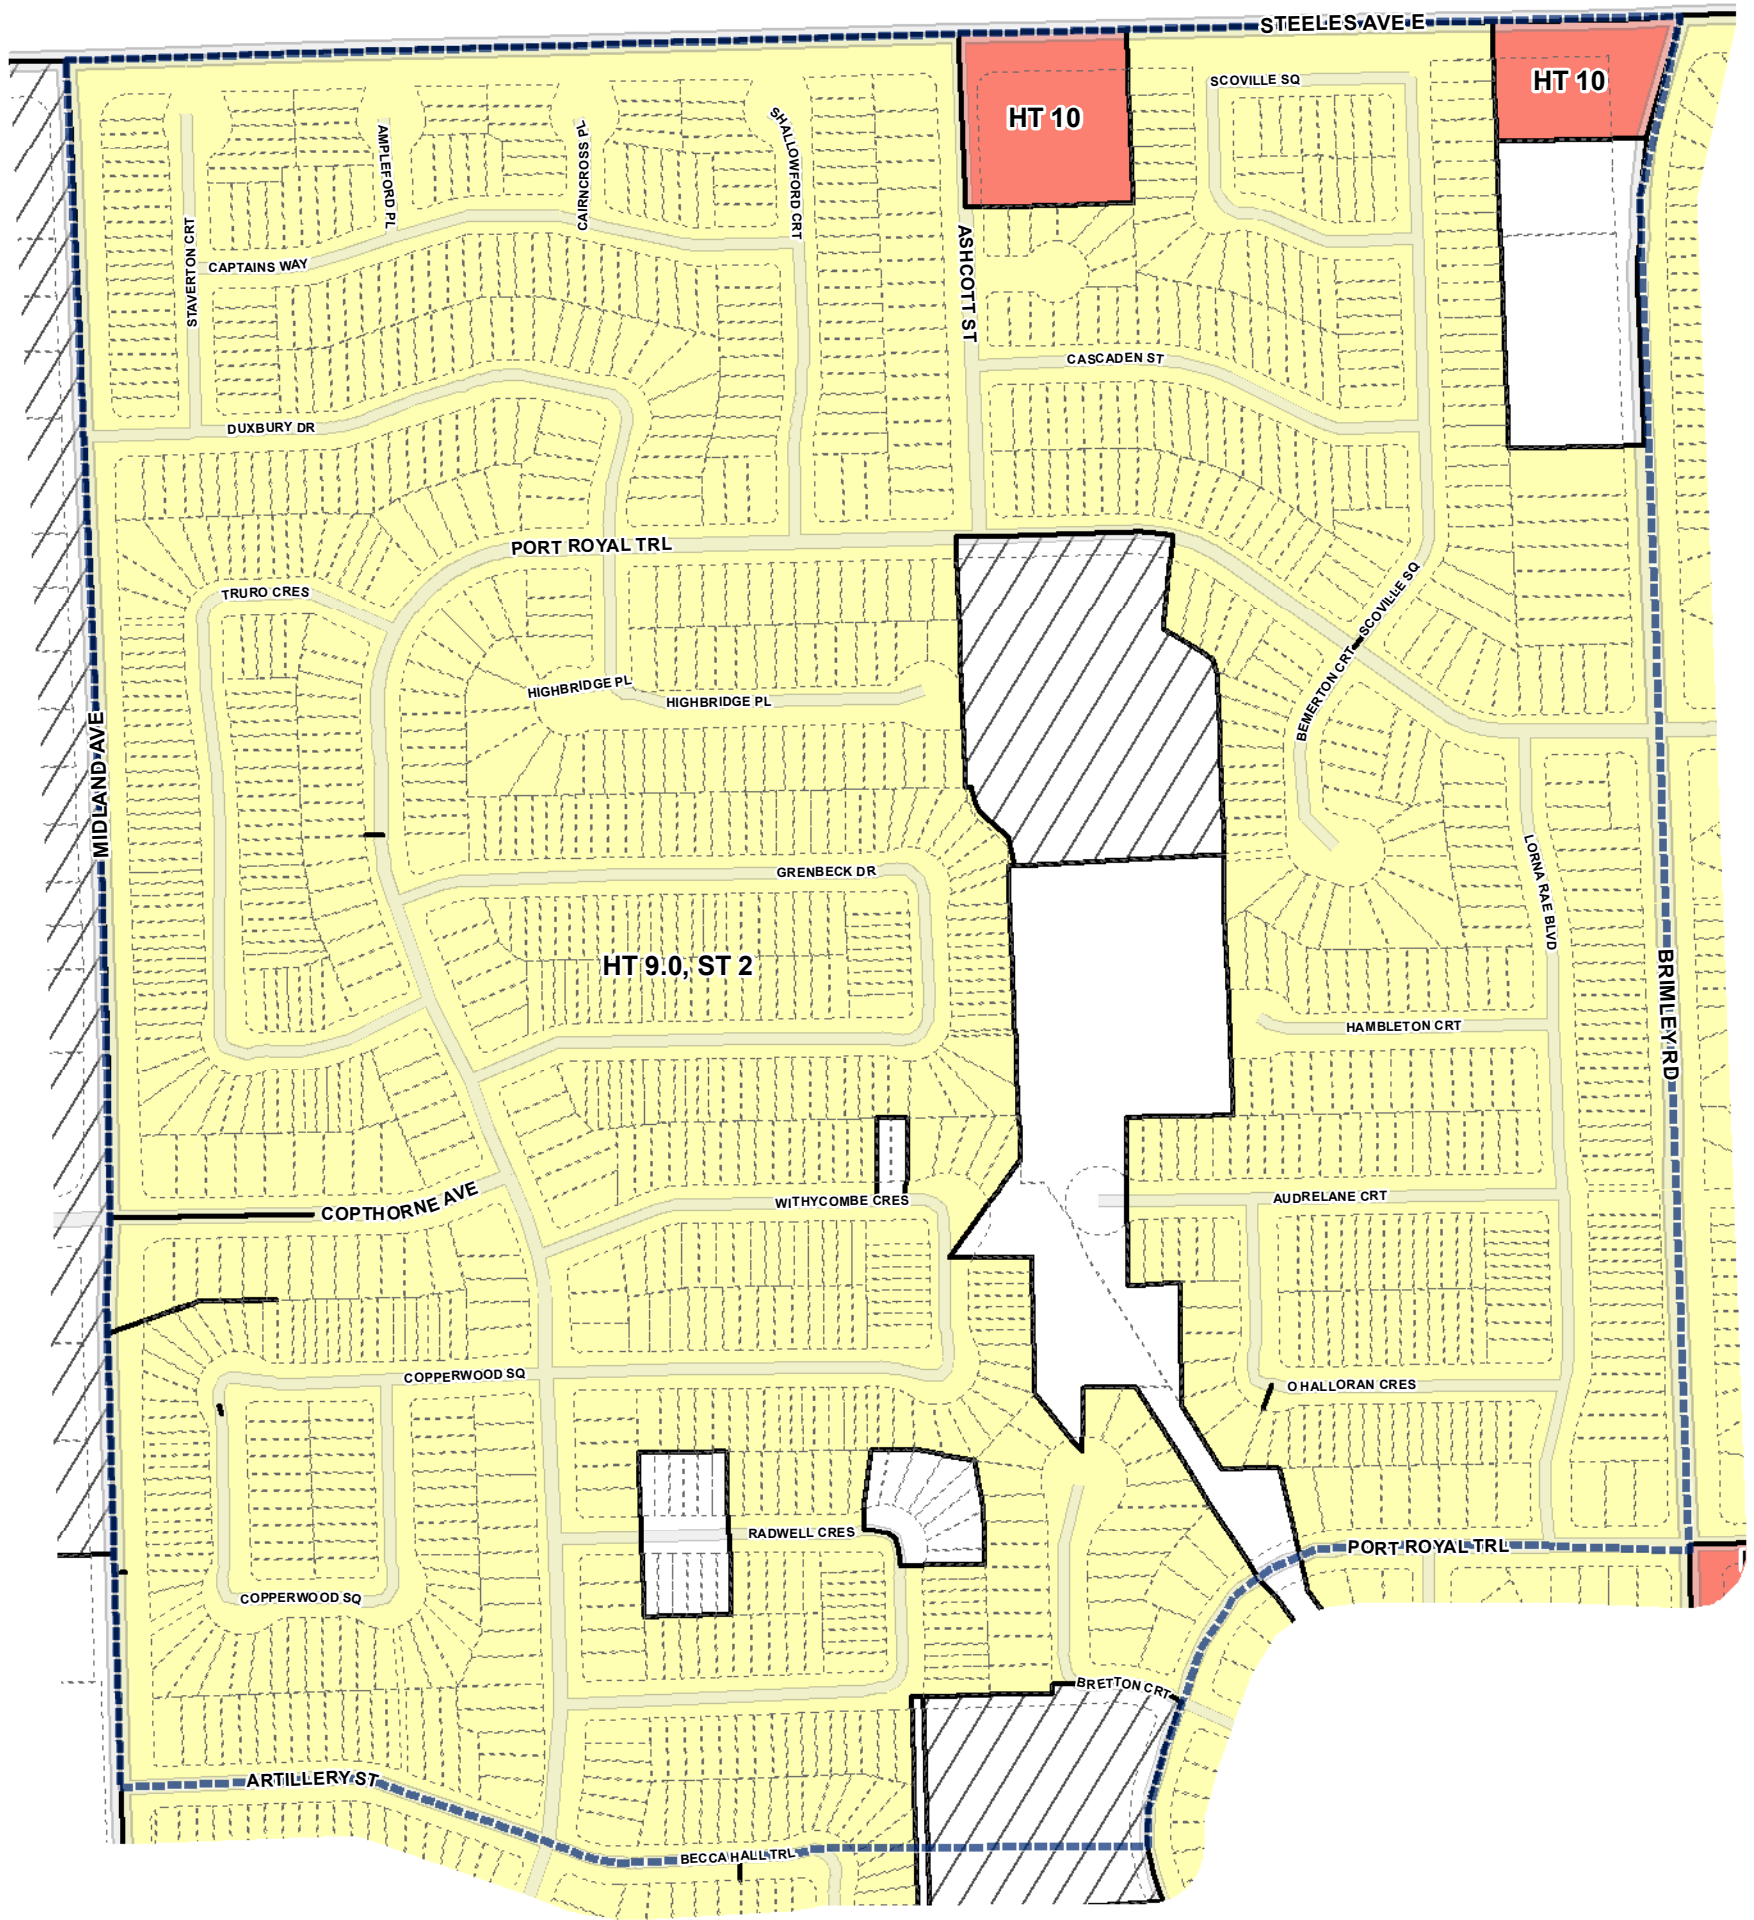 STEELES AVE E
HT 10
HT 10
SCOVILLE SQ
AMPLEFORD PL
CAIRNCROSS PL
SHALLOWFORD CRT
STAVERTON CRT
CAPTAINS WAY
ASHCOTT ST
CASCADEN ST
DUXBURY DR
PORT ROYAL TRL
TRURO CRES
SCOVILLE SQ
BEMERTON CRT
HIGHBRIDGE PL
HIGHBRIDGE PL
MIDLAND AVE
GRENBECK DR
LORNA RAE BLVD
HT 9.0, ST 2
BRIMLEY RD
HAMBLETON CRT
COPTHORNE AVE
WITHYCOMBE CRES
AUDRELANE CRT
COPPERWOOD SQ
OHALLORAN CRES
RADWELL CRES
PORT ROYAL TRL
COPPERWOOD SQ
BRETTON CRT
ARTILLERY ST
BECCA HALL TRL